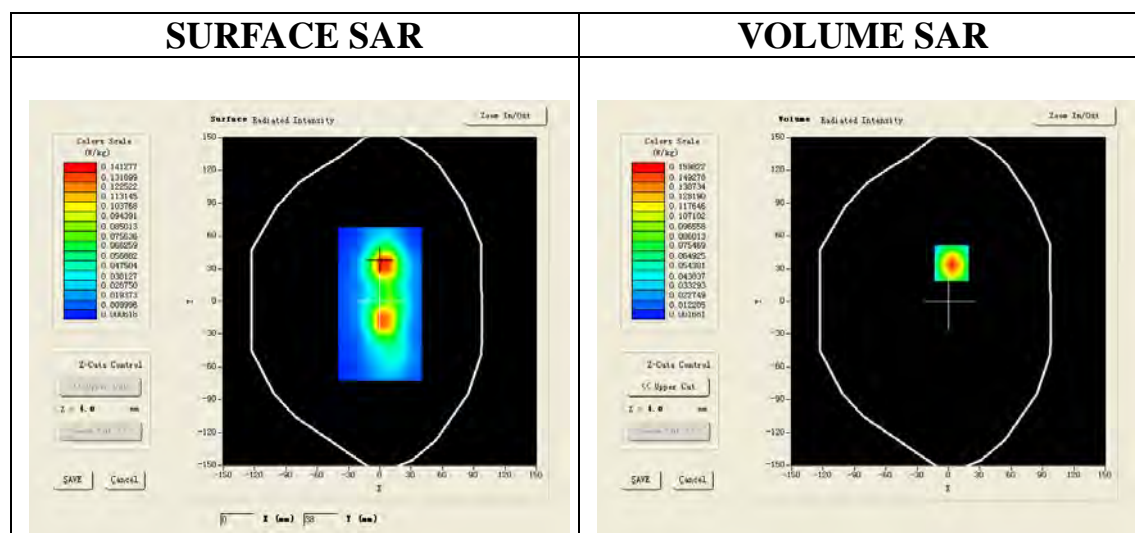 SURFACE SAR
VOLUME SAR
Surface Radiated Intensity
Zoom In/Out
Colors Scale
(W/kg)
0.141277
0.131899
0.122522
0.113145
0.103768
0.094391
0.085013
0.075636
0.066259
0.056882
0.047504
0.038127
0.028750
0.019373
0.009996
0.000618
150
120
90
60
30
0
-30
-60
-90
-120
-150
-150 -120 -90 -60 -30 0 30 60 90 120 150
X
Y
Z-Cuts Control
Z = 4.0 mm
SAVE
Cancel
0 X (mm) 38 Y (mm)
Volume Radiated Intensity
Zoom In/Out
Colors Scale
(W/kg)
0.159822
0.149278
0.138734
0.128190
0.117646
0.107102
0.096558
0.086013
0.075469
0.064925
0.054381
0.043837
0.033293
0.022749
0.012205
150
120
90
60
30
0
-30
-60
-90
-120
-150
-150 -120 -90 -60 -30 0 30 60 90 120 150
X
Y
Z-Cuts Control
<< Upper Cut
Z = 4.0 mm
SAVE
Cancel